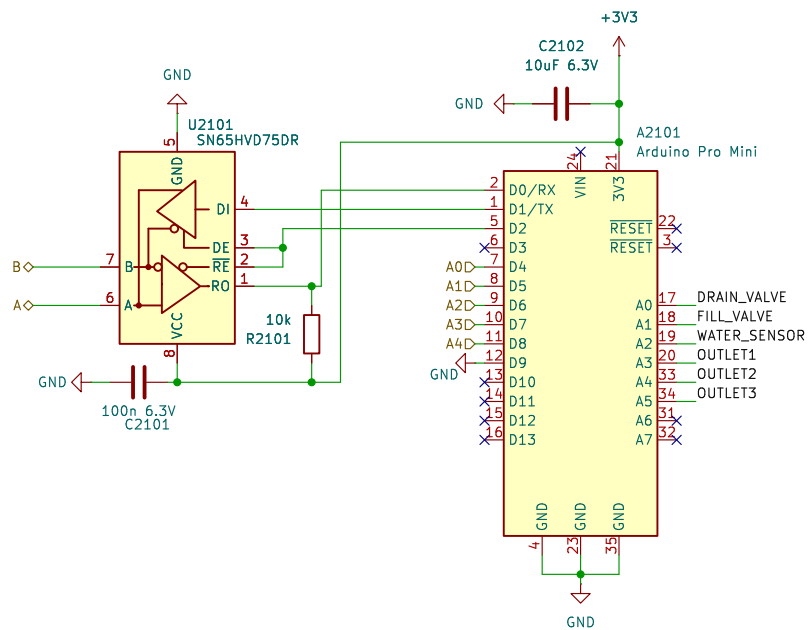 +3V3
C2102
10uF 6.3V
GND
GND
U2101
SN65HVD75DR
A2101
Arduino Pro Mini
5
GND
24
21
VIN
3V3
DI
4
DE
3
RE
2
RO
1
B
7
B
A
6
A
VCC
8
10k
R2101
GND
100n 6.3V
C2101
2
D0/RX
1
D1/TX
5
D2
6
D3
A0
7
D4
A1
8
D5
A2
9
D6
A3
10
D7
A4
11
D8
GND
12
D9
13
D10
14
D11
15
D12
16
D13
RESET
22
RESET
3
A0
17
DRAIN_VALVE
A1
18
FILL_VALVE
A2
19
WATER_SENSOR
A3
20
OUTLET1
A4
33
OUTLET2
A5
34
OUTLET3
A6
31
A7
32
GND
GND
GND
4
23
35
GND